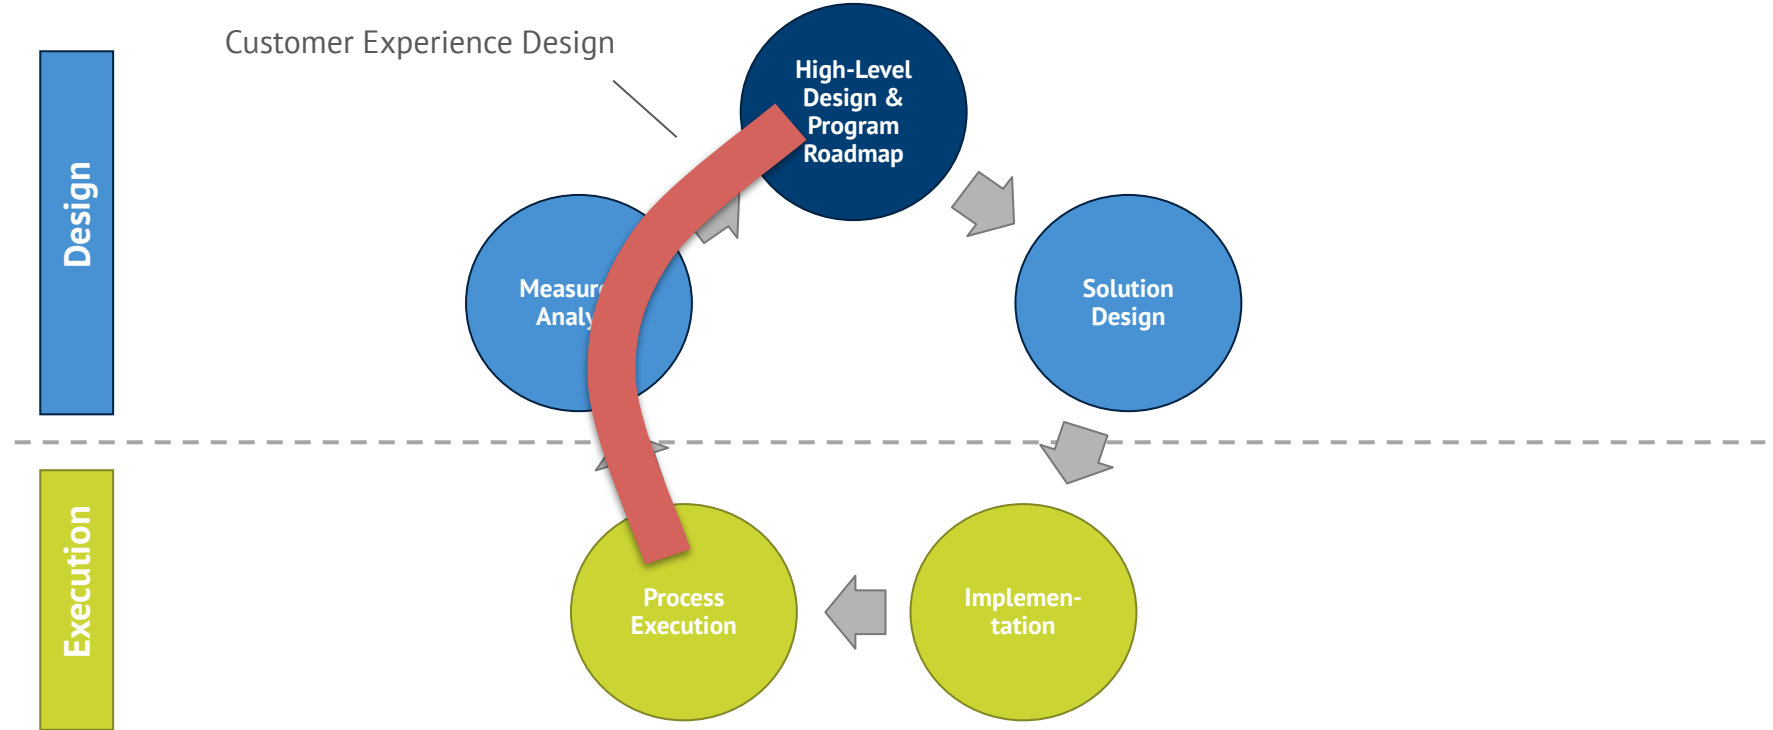 Customer Experience Design
High-Level
Design &
Program
Roadmap
Design
Solution
Design
Execution
Process
Execution
Implemen-
tation